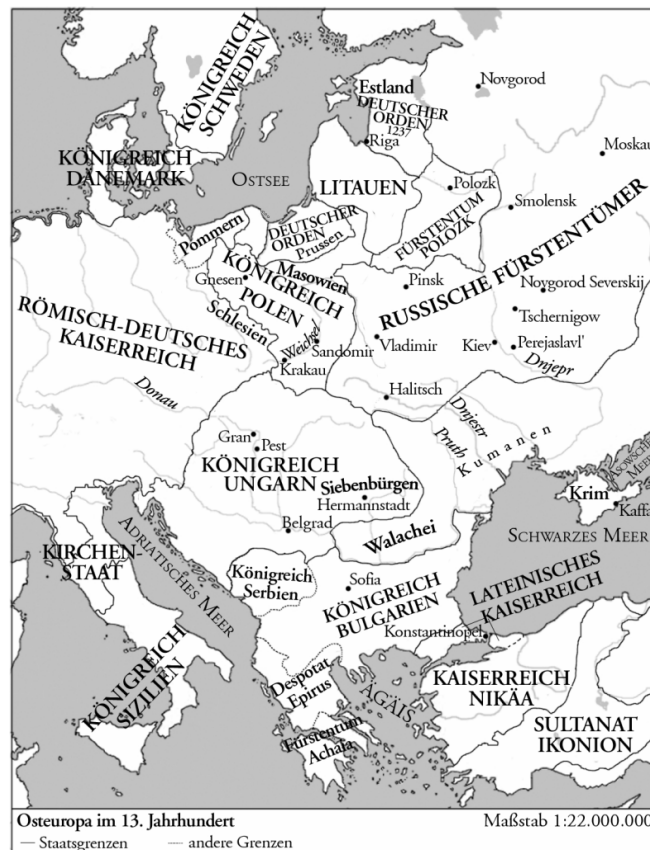 KÖNIGREICH
SCHWEDEN
Novgorod
Estland
DEUTSCHER
ORDEN
1237
Riga
Moskau
KÖNIGREICH
DÄNEMARK
OSTSEE
LITAUEN
Polozk
Smolensk
FÜRSTENTUM
POLOZK
Pommern
DEUTSCHER
ORDEN
Prussen
RUSSISCHE FÜRSTENTÜMER
Gnesen
KÖNIGREICH
POLEN
Masowien
Pinsk
Novgorod Severskij
RÖMISCH-DEUTSCHES
KAISERREICH
Schlesien
Weichsel
Sandomir
Krakau
Vladimir
Tschernigow
Kiev
Perejaslavl'
Dnjepr
Donau
Halitsch
Dnjestr
Pruth
Kumanen
Gran
Pest
KÖNIGREICH
UNGARN
Siebenbürgen
Hermannstadt
ASOWSCHES
MEER
Krim
Kaffa
Belgrad
Walachei
SCHWARZES MEER
KIRCHEN-
STAAT
ADRIATISCHES MEER
Königreich
Serbien
Sofia
KÖNIGREICH
BULGARIEN
LATEINISCHES
KAISERREICH
Konstantinopel
KÖNIGREICH
SIZILIEN
Despotat
Epirus
ÄGÄIS
KAISERREICH
NIKÄA
Fürstentum
Achaia
SULTANAT
IKONION
Osteuropa im 13. Jahrhundert
Maßstab 1:22.000.000
Staatsgrenzen
andere Grenzen